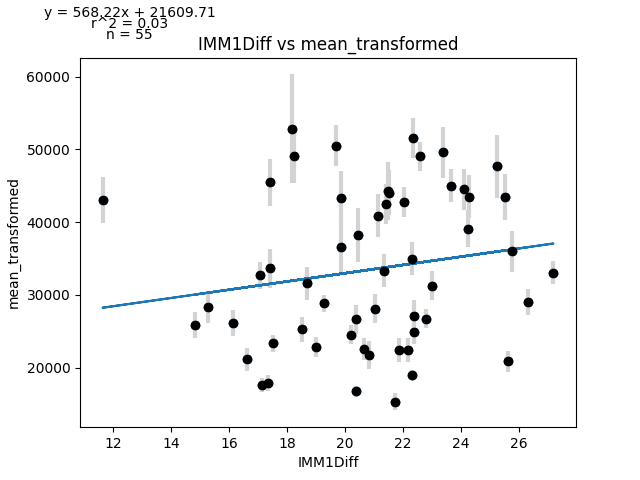 y = 568.22x + 21609.71
r^2 = 0.03
n = 55
IMM1Diff vs mean_transformed
60000
50000
40000
30000
20000
mean_transformed
12 14 16 18 20 22 24 26
IMM1Diff